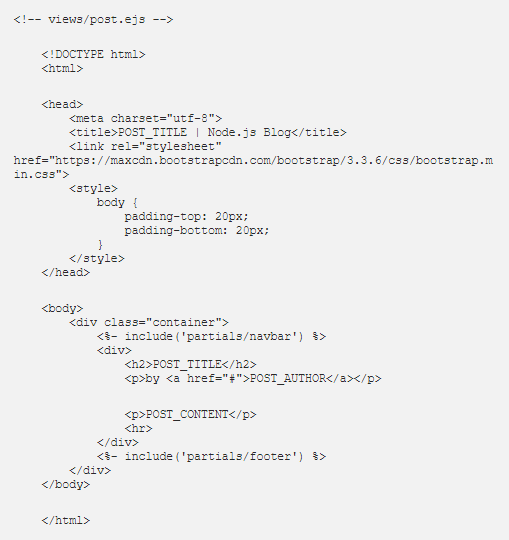 <!-- views/post.ejs -->
<!DOCTYPE html>
<html>
<head>
<meta charset="utf-8">
<title>POST_TITLE | Node.js Blog</title>
<link rel="stylesheet"
href="https://maxcdn.bootstrapcdn.com/bootstrap/3.3.6/css/bootstrap.m
in.css">
<style>
body {
padding-top: 20px;
padding-bottom: 20px;
}
</style>
</head>
<body>
<div class="container">
<%- include('partials/navbar') %>
<div>
<h2>POST_TITLE</h2>
<p>by <a href="#">POST_AUTHOR</a></p>
<p>POST_CONTENT</p>
<hr>
</div>
<%- include('partials/footer') %>
</div>
</body>
</html>